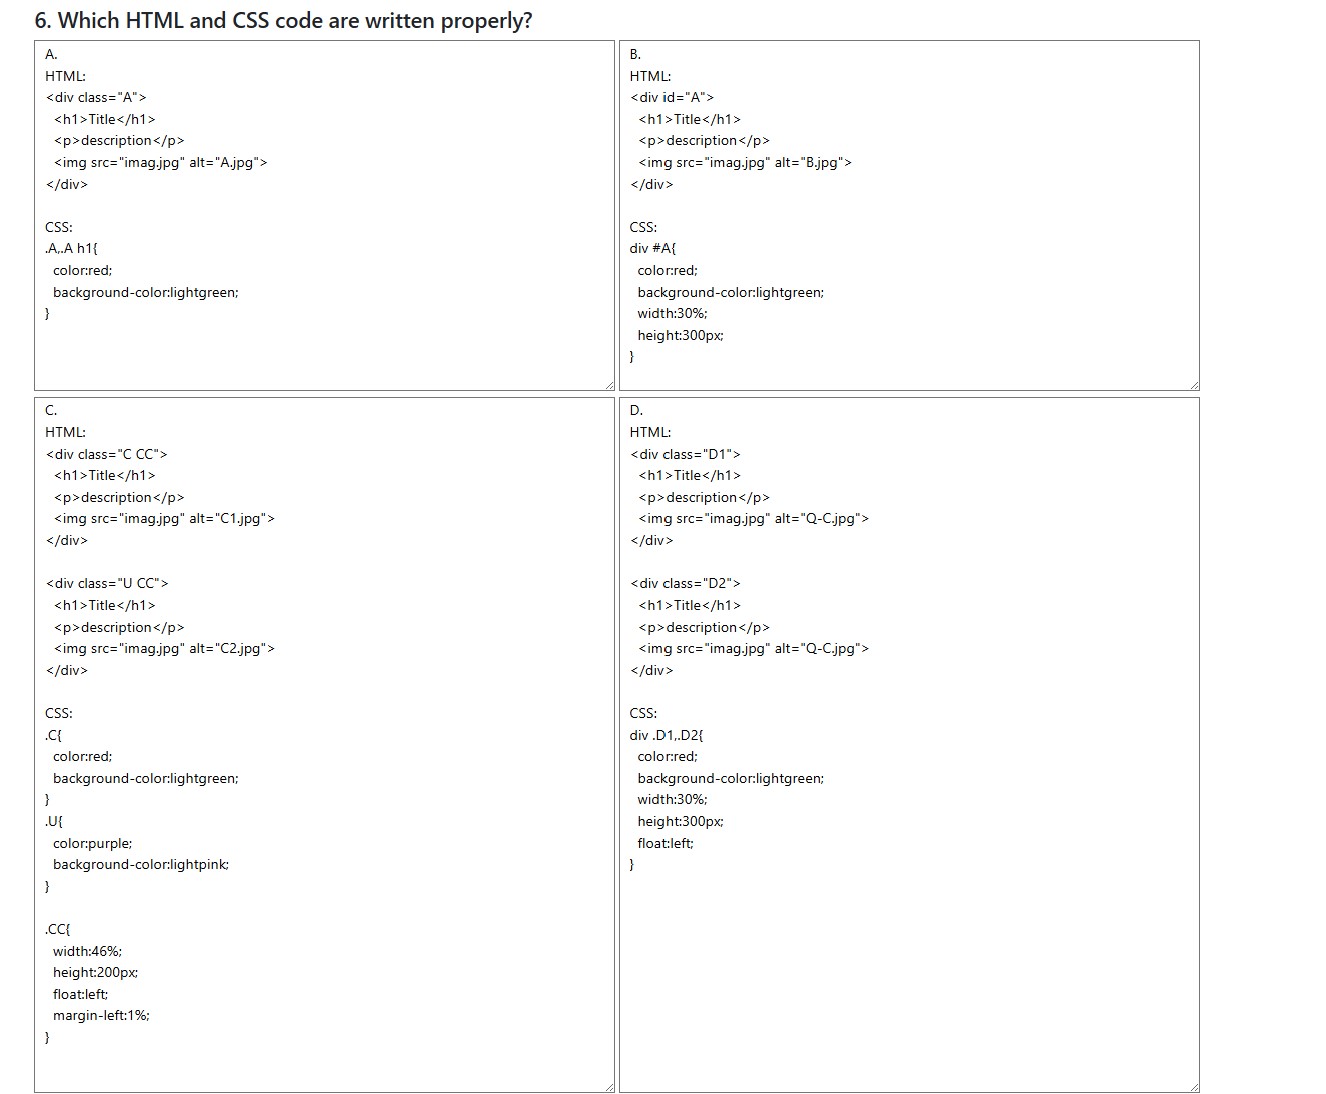 6. Which HTML and CSS code are written properly?
A.
HTML:
<div class="A">
  <h1>Title</h1>
  <p>description</p>
  <img src="imag.jpg" alt="A.jpg">
</div>

CSS:
.A,.A h1{
  color:red;
  background-color:lightgreen;
}
B.
HTML:
<div id="A">
  <h1>Title</h1>
  <p>description</p>
  <img src="imag.jpg" alt="B.jpg">
</div>

CSS:
div #A{
  color:red;
  background-color:lightgreen;
  width:30%;
  height:300px;
}
C.
HTML:
<div class="C CC">
  <h1>Title</h1>
  <p>description</p>
  <img src="imag.jpg" alt="C1.jpg">
</div>

<div class="U CC">
  <h1>Title</h1>
  <p>description</p>
  <img src="imag.jpg" alt="C2.jpg">
</div>

CSS:
.C{
  color:red;
  background-color:lightgreen;
}
.U{
  color:purple;
  background-color:lightpink;
}

.CC{
  width:46%;
  height:200px;
  float:left;
  margin-left:1%;
}
D.
HTML:
<div class="D1">
  <h1>Title</h1>
  <p>description</p>
  <img src="imag.jpg" alt="Q-C.jpg">
</div>

<div class="D2">
  <h1>Title</h1>
  <p>description</p>
  <img src="imag.jpg" alt="Q-C.jpg">
</div>

CSS:
div .D1,.D2{
  color:red;
  background-color:lightgreen;
  width:30%;
  height:300px;
  float:left;
}